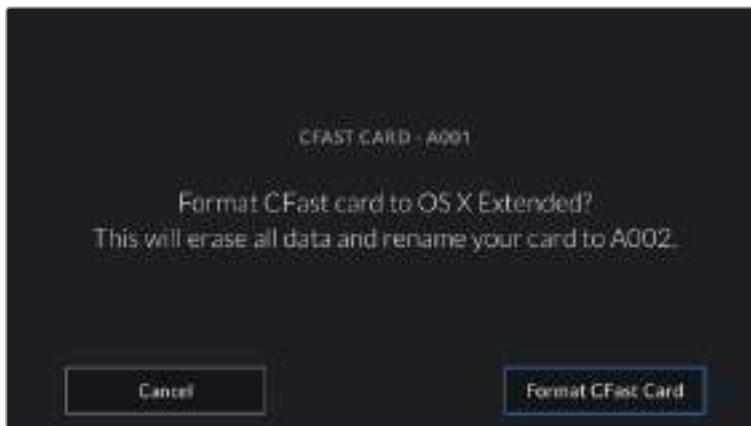 CFAST CARD - A001
Format CFast card to OS X Extended?
This will erase all data and rename your card to A002.
Cancel
Format CFast Card